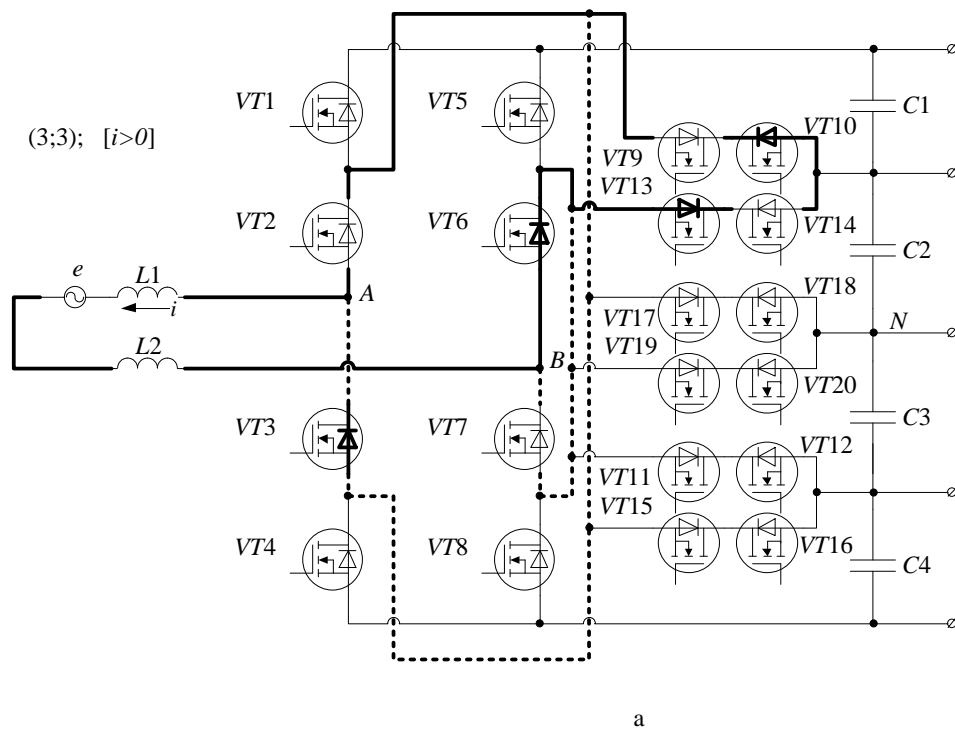 VT1
VT5
C1
(3;3); [i>0]
VT10
VT9
VT13
VT2
VT6
VT14
C2
e
L1
A
i
VT18
N
VT17
VT19
L2
B
VT20
VT3
VT7
C3
VT12
VT11
VT15
VT4
VT8
VT16
C4
a